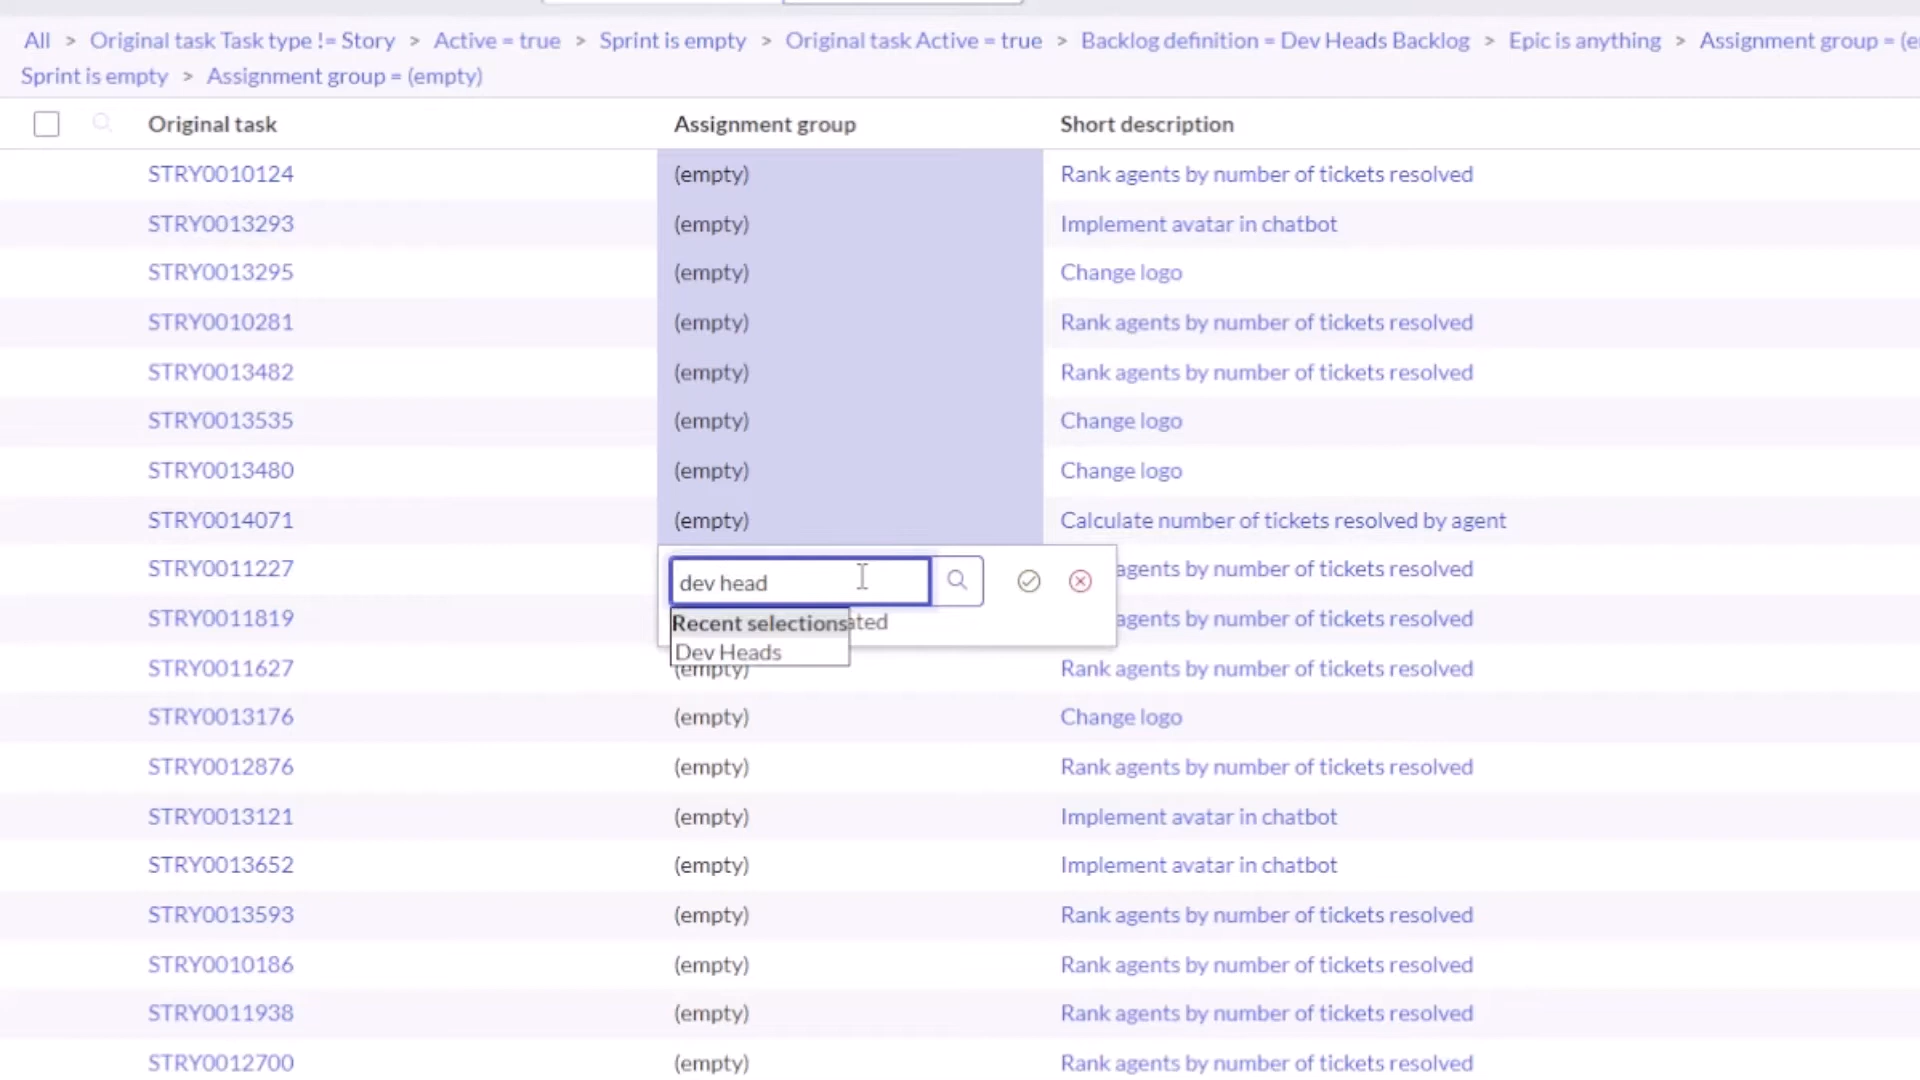 All > Original task Task type != Story > Active = true > Sprint is empty > Original task Active = true > Backlog definition = Dev Heads Backlog > Epic is anything > Assignment group =
Sprint is empty > Assignment group = (empty)
Original task Assignment group Short description
STRY0010124 (empty) Rank agents by number of tickets resolved
STRY0013293 (empty) Implement avatar in chatbot
STRY0013295 (empty) Change logo
STRY0010281 (empty) Rank agents by number of tickets resolved
STRY0013482 (empty) Rank agents by number of tickets resolved
STRY0013535 (empty) Change logo
STRY0013480 (empty) Change logo
STRY0014071 (empty) Calculate number of tickets resolved by agent
STRY0011227 dev head agents by number of tickets resolved
STRY0011819 Recent selections agents by number of tickets resolved
Dev Heads
STRY0011627 (empty) Rank agents by number of tickets resolved
STRY0013176 (empty) Change logo
STRY0012876 (empty) Rank agents by number of tickets resolved
STRY0013121 (empty) Implement avatar in chatbot
STRY0013652 (empty) Implement avatar in chatbot
STRY0013593 (empty) Rank agents by number of tickets resolved
STRY0010186 (empty) Rank agents by number of tickets resolved
STRY0011938 (empty) Rank agents by number of tickets resolved
STRY0012700 (empty) Rank agents by number of tickets resolved